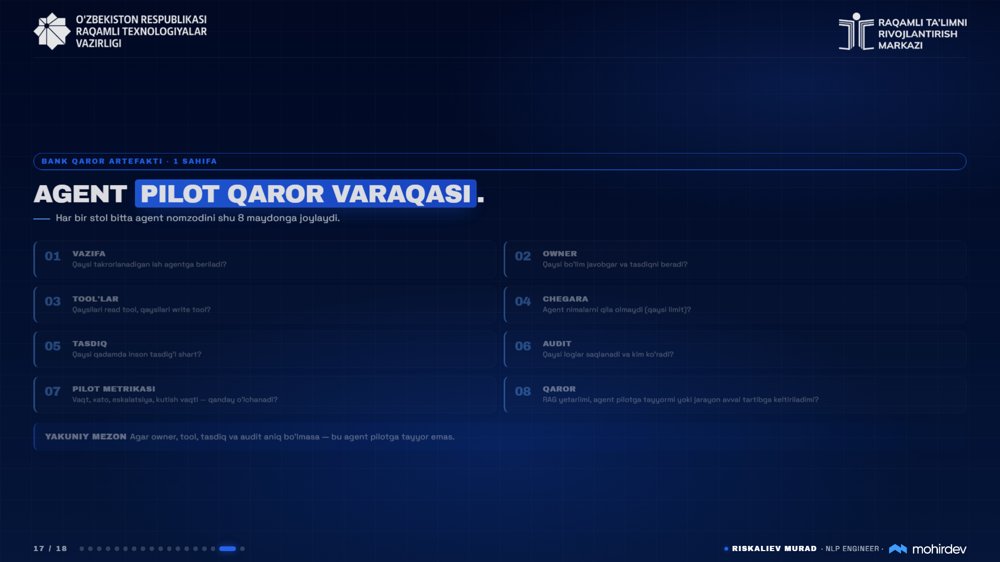 O'ZBEKISTON RESPUBLIKASI
RAQAMLI TEXNOLOGIYALAR
VAZIRLIGI
RAQAMLI TA'LIMNI
RIVOJLANTIRISH
MARKAZI
BANK QAROR ARTEFAKTI · 1 SAHIFA
AGENT PILOT QAROR VARAQASI.
Har bir stol bitta agent nomzodini shu 8 maydonga joylaydi.
01 VAZIFA
Qaysi takrorlanadigan ish agentga beriladi?
02 OWNER
Qaysi bo'lim javobgar va tasdiqni beradi?
03 TOOL'LAR
Qaysilari read tool, qaysilari write tool?
04 CHEGARA
Agent nimalarni qila olmaydi (qaysi limit)?
05 TASDIQ
Qaysi qadamda inson tasdig'i shart?
06 AUDIT
Qaysi loglar saqlanadi va kim ko'radi?
07 PILOT METRIKASI
Vaqt, xato, eskalatsiya, kutish vaqti — qanday o'lchanadi?
08 QAROR
RAG yetarlimi, agent pilotga tayyormi yoki jarayon avval tartibga keltiriladimi?
YAKUNIY MEZON Agar owner, tool, tasdiq va audit aniq bo'lmasa — bu agent pilotga tayyor emas.
17 / 18
RISKALIEV MURAD · NLP ENGINEER · mohirdev